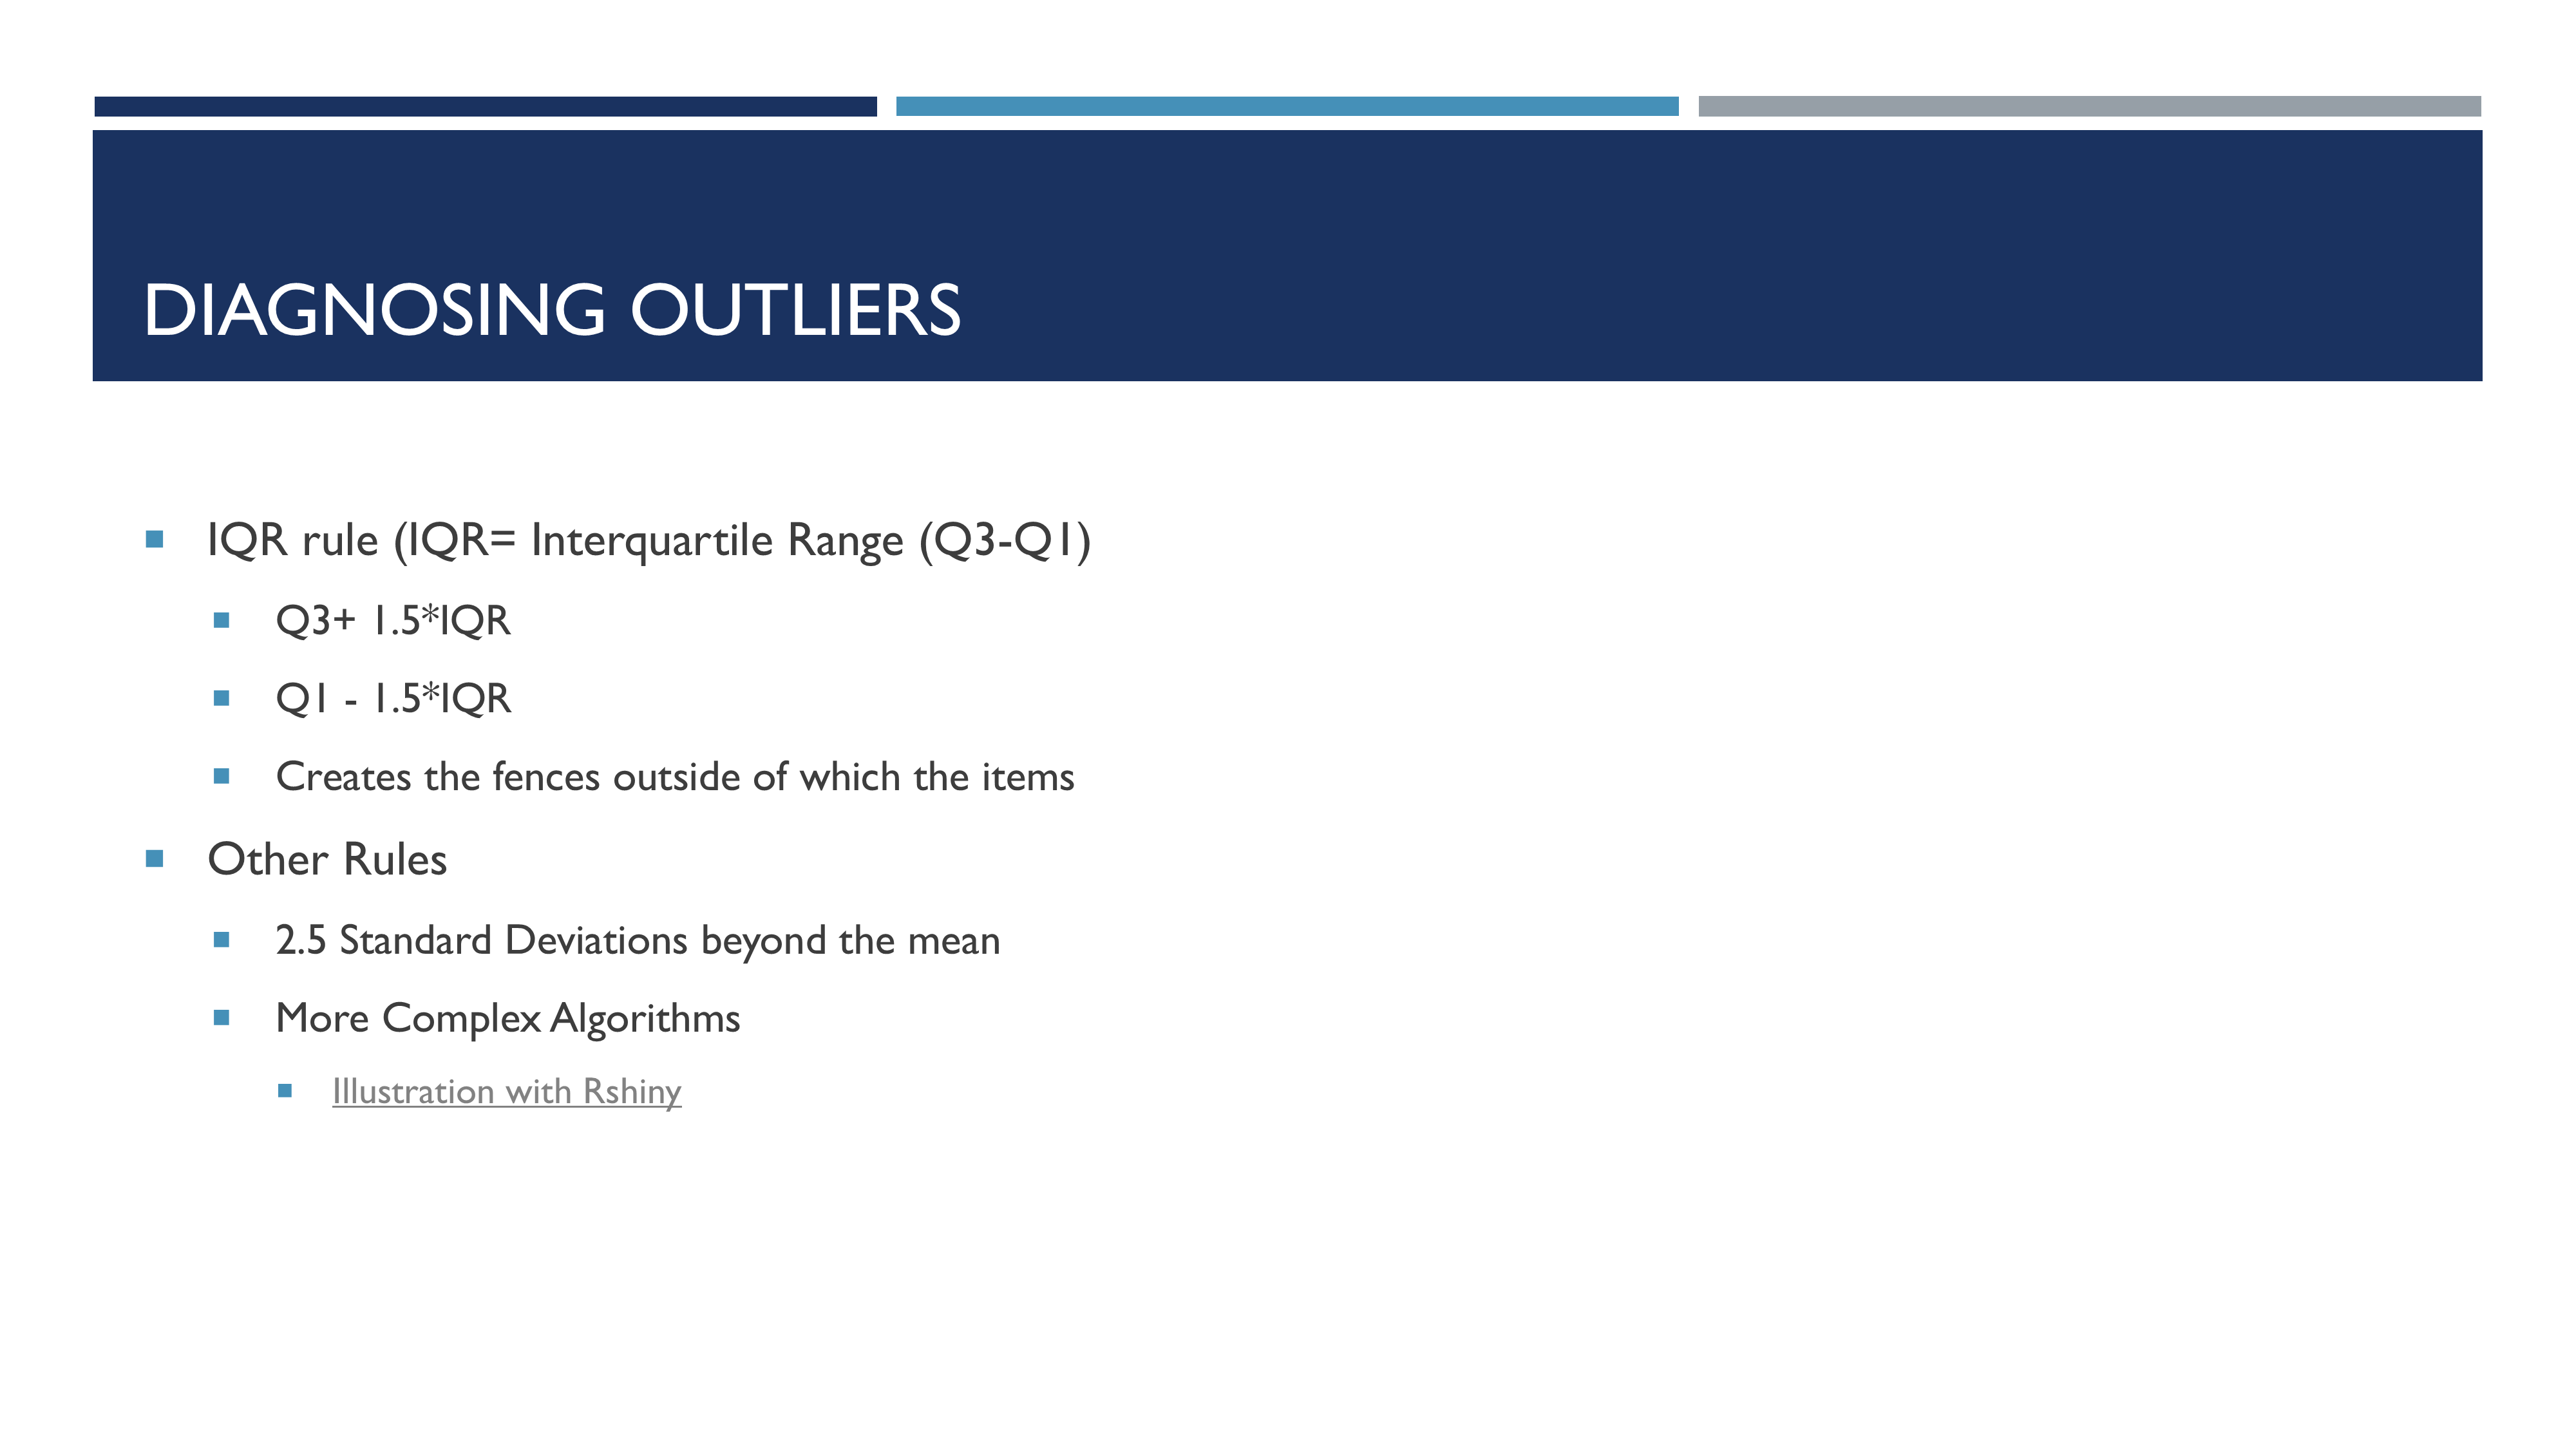 DIAGNOSING OUTLIERS
IQR rule (IQR= Interquartile Range (Q3-Q1)
Q3+ 1.5*IQR
Q1 - 1.5*IQR
Creates the fences outside of which the items
Other Rules
2.5 Standard Deviations beyond the mean
More Complex Algorithms
Illustration with Rshiny